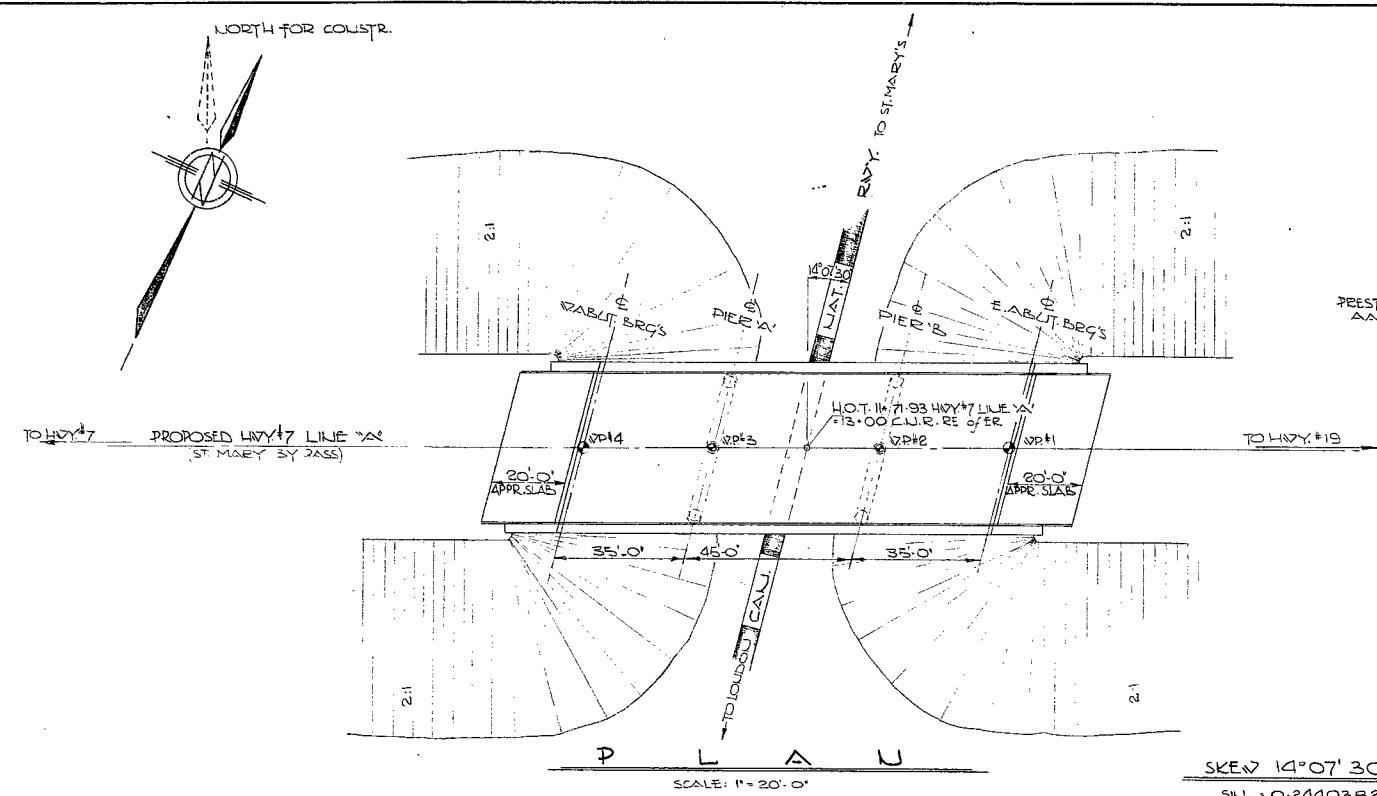 NORTH FOR CONSTR.
RW'Y. TO ST. MARY'S
2:1
2:1
14°07'30
NAT.
℄
W. ABUT. BRG'S
℄
PIER 'A'
℄
PIER 'B'
℄
E. ABUT. BRG'S
PREST
H.O.T. 11+71.93 HWY. #7 LINE 'A'
=13+00 C.N.R. RE of ER
TO HWY #7
PROPOSED HWY #7 LINE "A"
(ST. MARY BY PASS)
W.P.#4
W.P.#3
W.P.#2
W.P.#1
TO HWY. #19
20'-0"
APPR. SLAB
20'-0"
APPR. SLAB
35'-0"
45'-0"
35'-0"
CAN.
TO LONDON
2:1
2:1
PLAN
SCALE: 1" = 20'-0"
SKEW 14°07'30
SIN. = 0.2440382